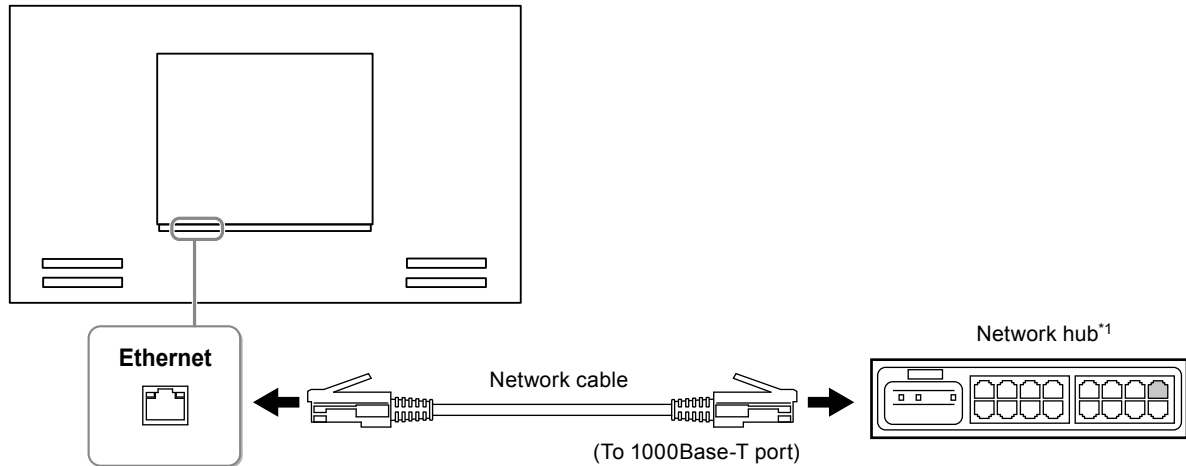 Ethernet
Network cable
(To 1000Base-T port)
Network hub*1